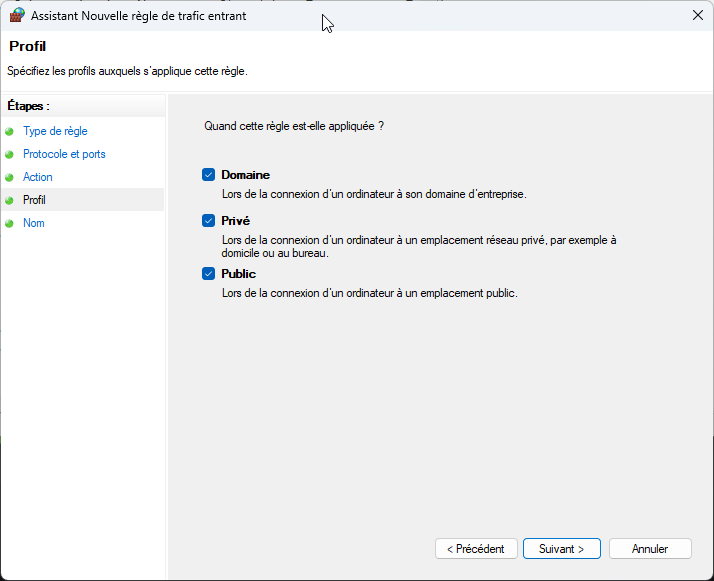 Assistant Nouvelle règle de trafic entrant
Profil
Spécifiez les profils auxquels s'applique cette règle.
Étapes :
Type de règle
Protocole et ports
Action
Profil
Nom
Quand cette règle est-elle appliquée ?
Domaine
Lors de la connexion d'un ordinateur à son domaine d'entreprise.
Privé
Lors de la connexion d'un ordinateur à un emplacement réseau privé, par exemple à
domicile ou au bureau.
Public
Lors de la connexion d'un ordinateur à un emplacement public.
< Précédent
Suivant >
Annuler